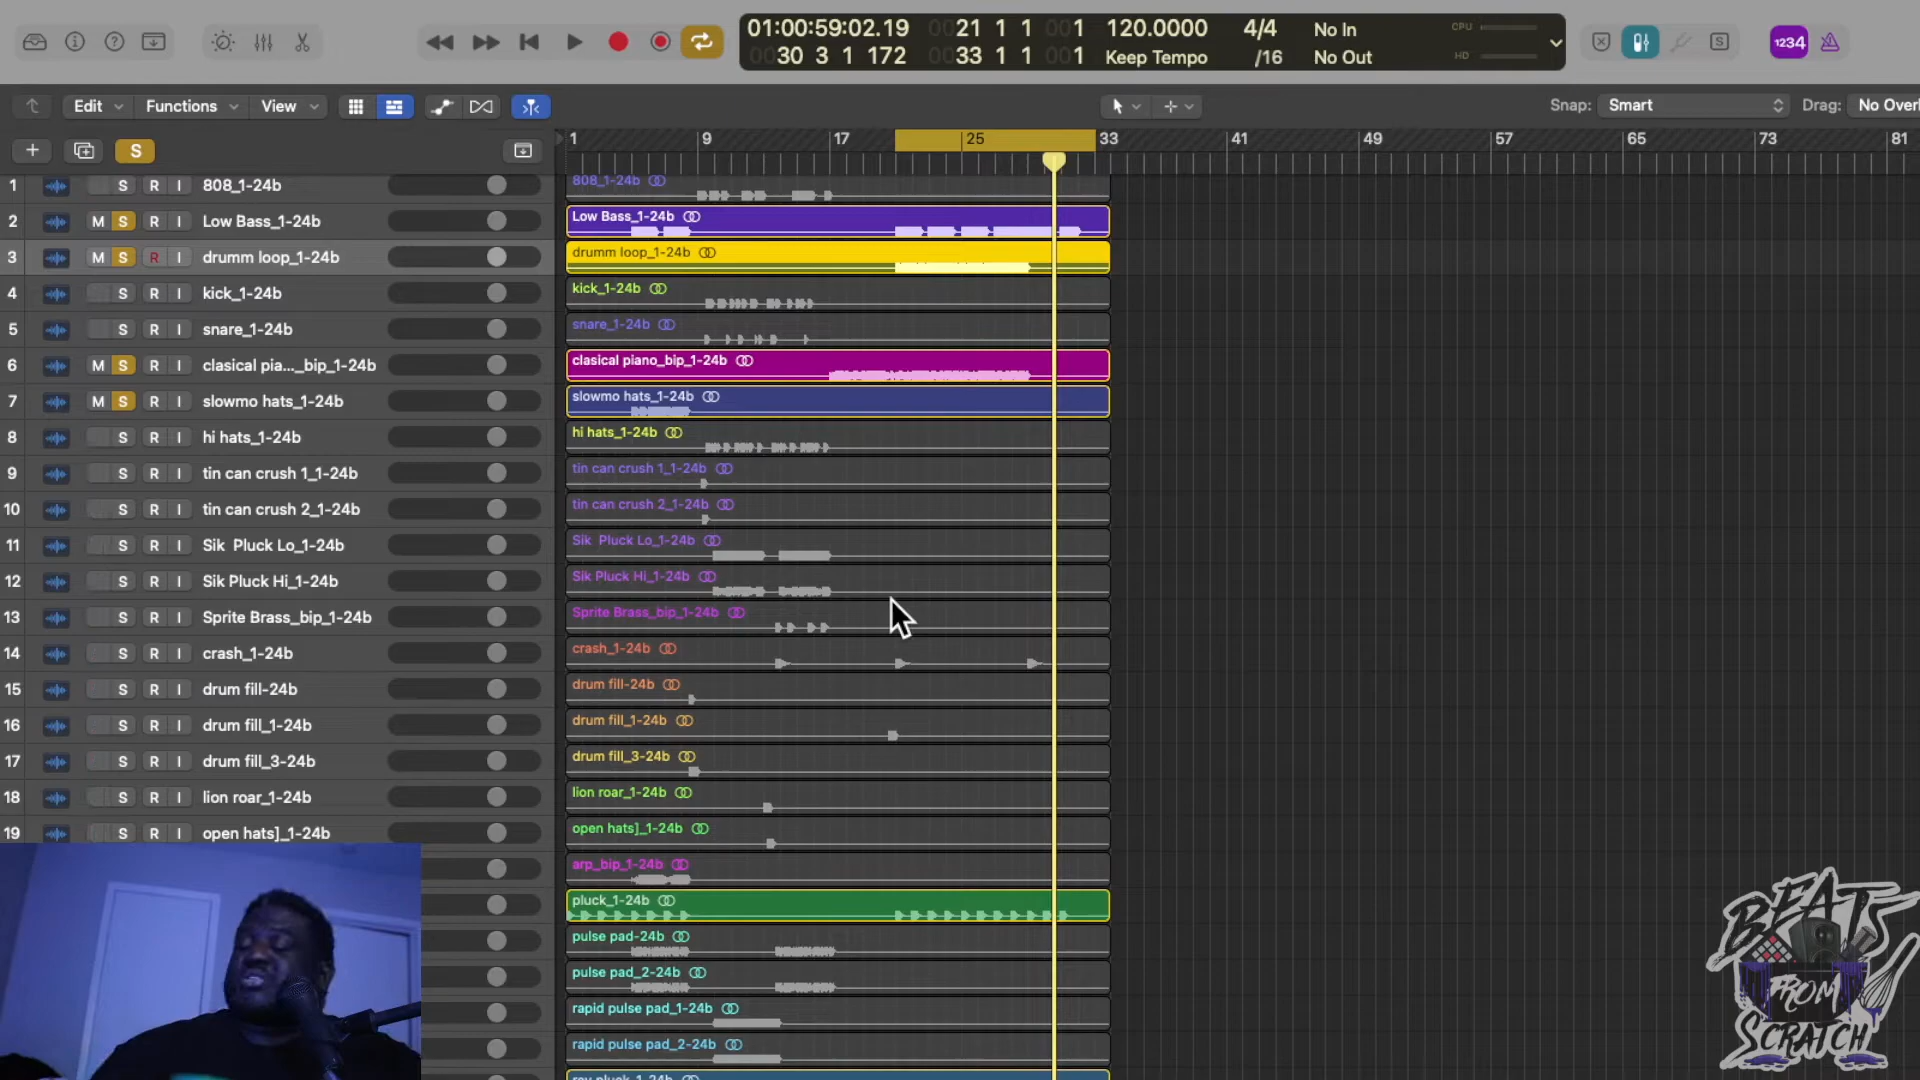 01:00:59:02.19 0021 1 1 001 120.0000 4/4 No In CPU
0030 3 1 172 0033 1 1 001 Keep Tempo /16 No Out HD
1234
Edit Functions View Snap: Smart Drag: No Overl
S 1 9 17 25 33 41 49 57 65 73 81
1 S R I 808_1-24b 808_1-24b
2 M S R I Low Bass_1-24b Low Bass_1-24b
3 M S R I drumm loop_1-24b drumm loop_1-24b
4 S R I kick_1-24b kick_1-24b
5 S R I snare_1-24b snare_1-24b
6 M S R I clasical pia..._bip_1-24b clasical piano_bip_1-24b
7 M S R I slowmo hats_1-24b slowmo hats_1-24b
8 S R I hi hats_1-24b hi hats_1-24b
9 S R I tin can crush 1_1-24b tin can crush 1_1-24b
10 S R I tin can crush 2_1-24b tin can crush 2_1-24b
11 S R I Sik  Pluck Lo_1-24b Sik  Pluck Lo_1-24b
12 S R I Sik Pluck Hi_1-24b Sik Pluck Hi_1-24b
13 S R I Sprite Brass_bip_1-24b Sprite Brass_bip_1-24b
14 S R I crash_1-24b crash_1-24b
15 S R I drum fill-24b drum fill-24b
16 S R I drum fill_1-24b drum fill_1-24b
17 S R I drum fill_3-24b drum fill_3-24b
18 S R I lion roar_1-24b lion roar_1-24b
19 S R I open hats]_1-24b open hats]_1-24b
arp_bip_1-24b
pluck_1-24b
pulse pad-24b
pulse pad_2-24b
rapid pulse pad_1-24b
rapid pulse pad_2-24b
BEATS
FROM
SCRATCH